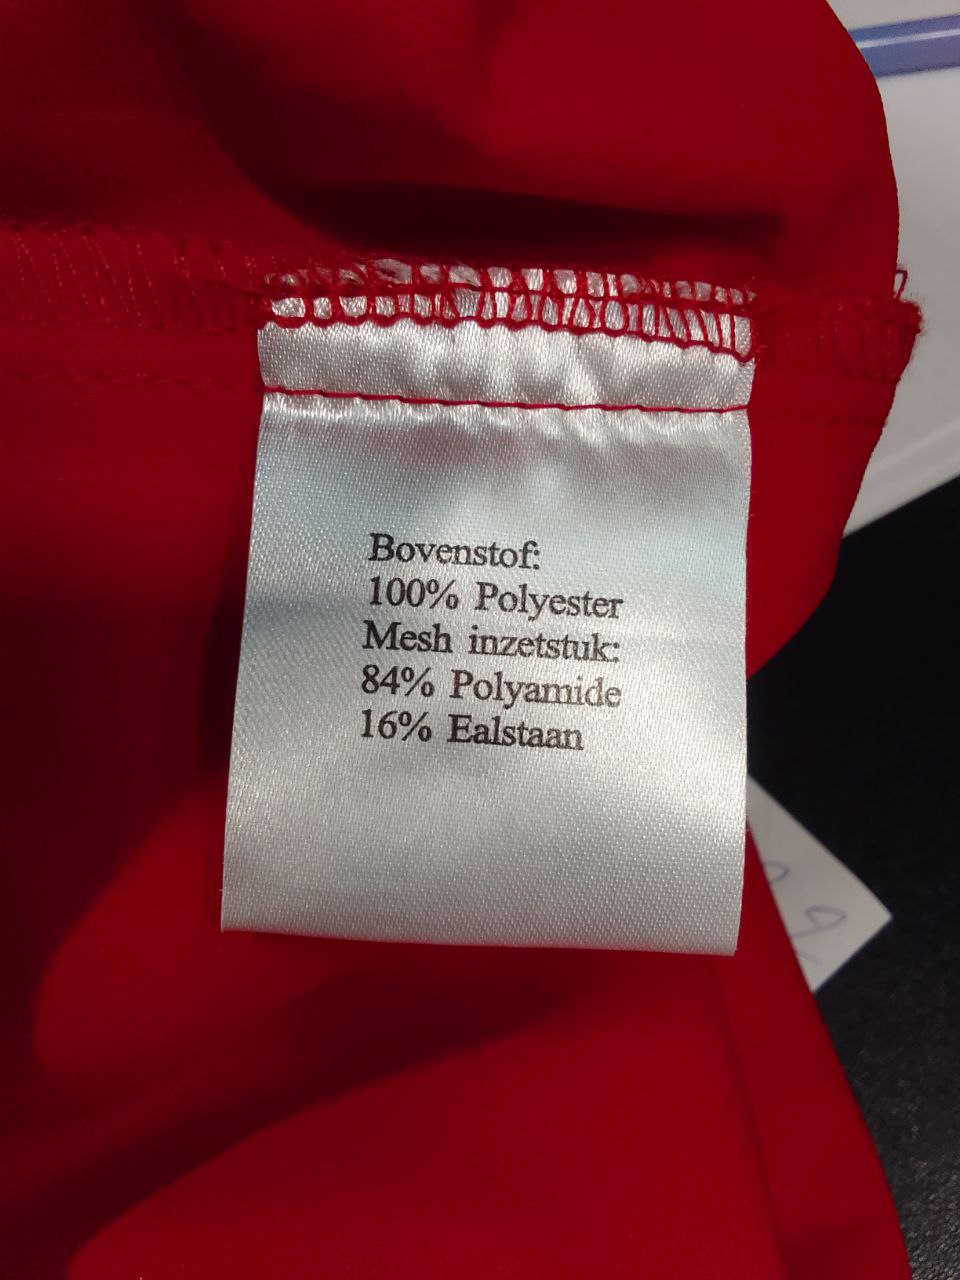 Bovenstof:
100% Polyester
Mesh inzetstuk:
84% Polyamide
16% Ealstaan